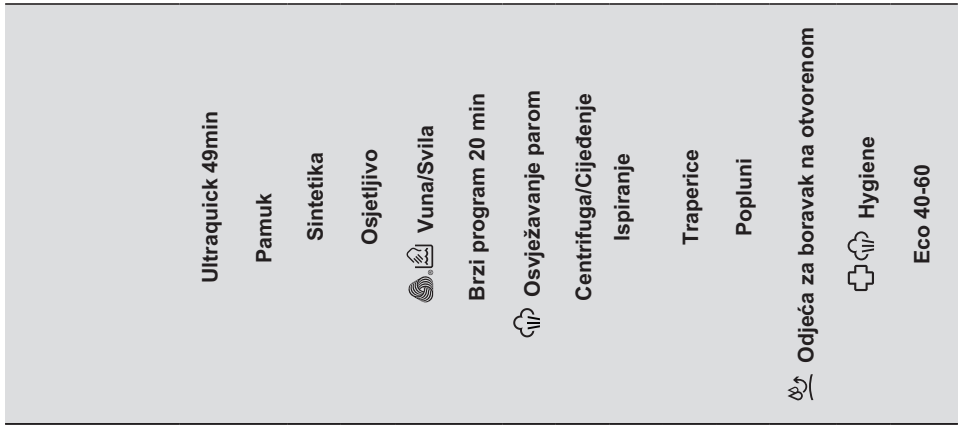 Ultraquick 49min
Pamuk
Sintetika
Osjetljivo
Vuna/Svila
Brzi program 20 min
Osvježavanje parom
Centrifuga/Cijeđenje
Ispiranje
Traperice
Popluni
Odjeća za boravak na otvorenom
Hygiene
Eco 40-60